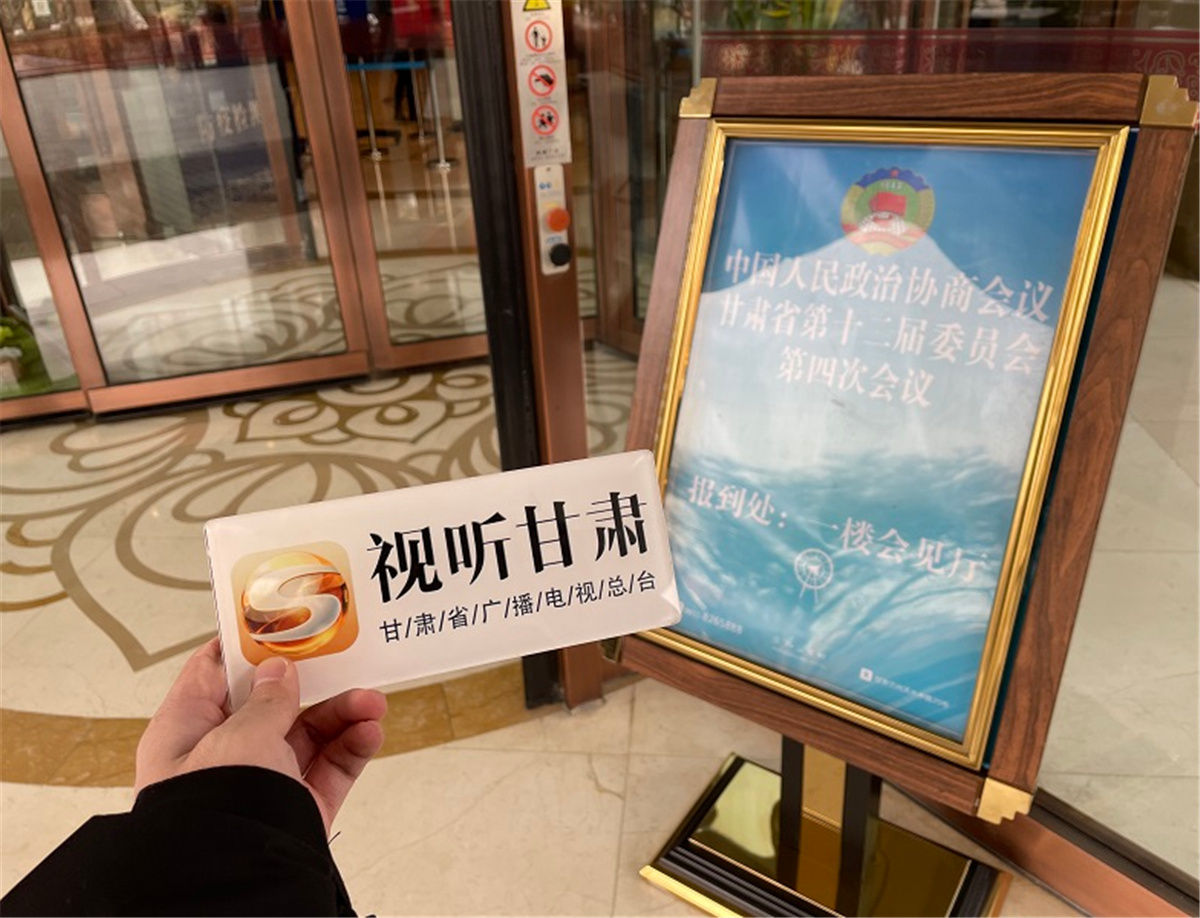 中国人民政治协商会议
甘肃省第十二届委员会
第四次会议
报到处：一楼会见厅
视听甘肃
甘/肃/省/广/播/电/视/总/台